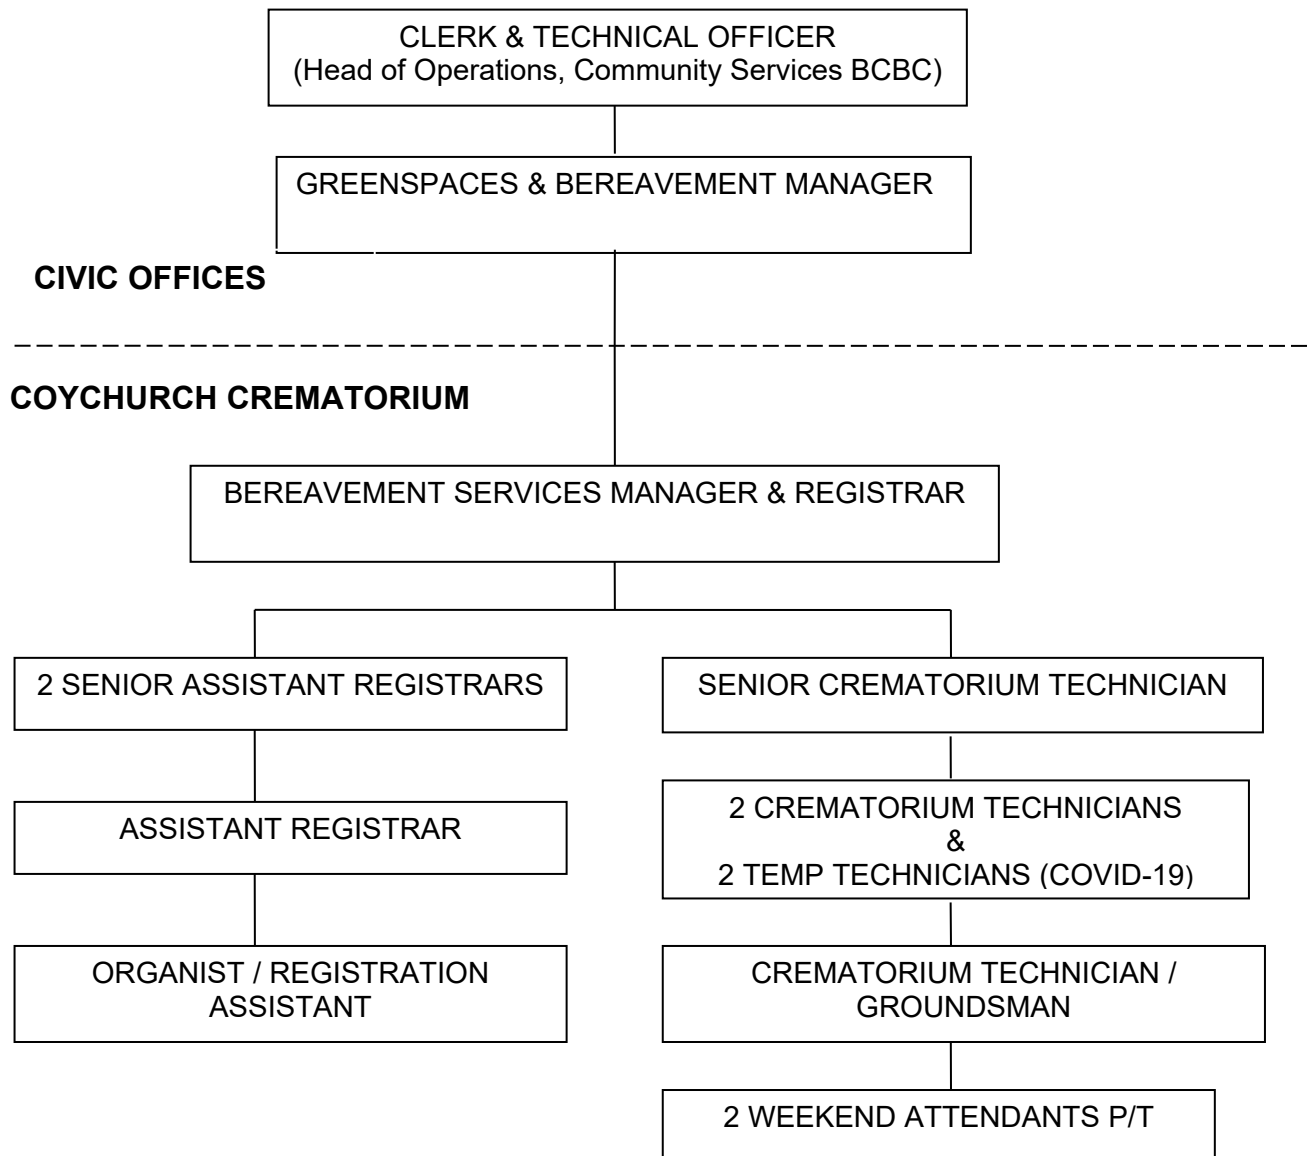 CLERK & TECHNICAL OFFICER
(Head of Operations, Community Services BCBC)
GREENSPACES & BEREAVEMENT MANAGER
CIVIC OFFICES
COYCHURCH CREMATORIUM
BEREAVEMENT SERVICES MANAGER & REGISTRAR
2 SENIOR ASSISTANT REGISTRARS
SENIOR CREMATORIUM TECHNICIAN
ASSISTANT REGISTRAR
2 CREMATORIUM TECHNICIANS
&
2 TEMP TECHNICIANS (COVID-19)
ORGANIST / REGISTRATION
ASSISTANT
CREMATORIUM TECHNICIAN /
GROUNDSMAN
2 WEEKEND ATTENDANTS P/T